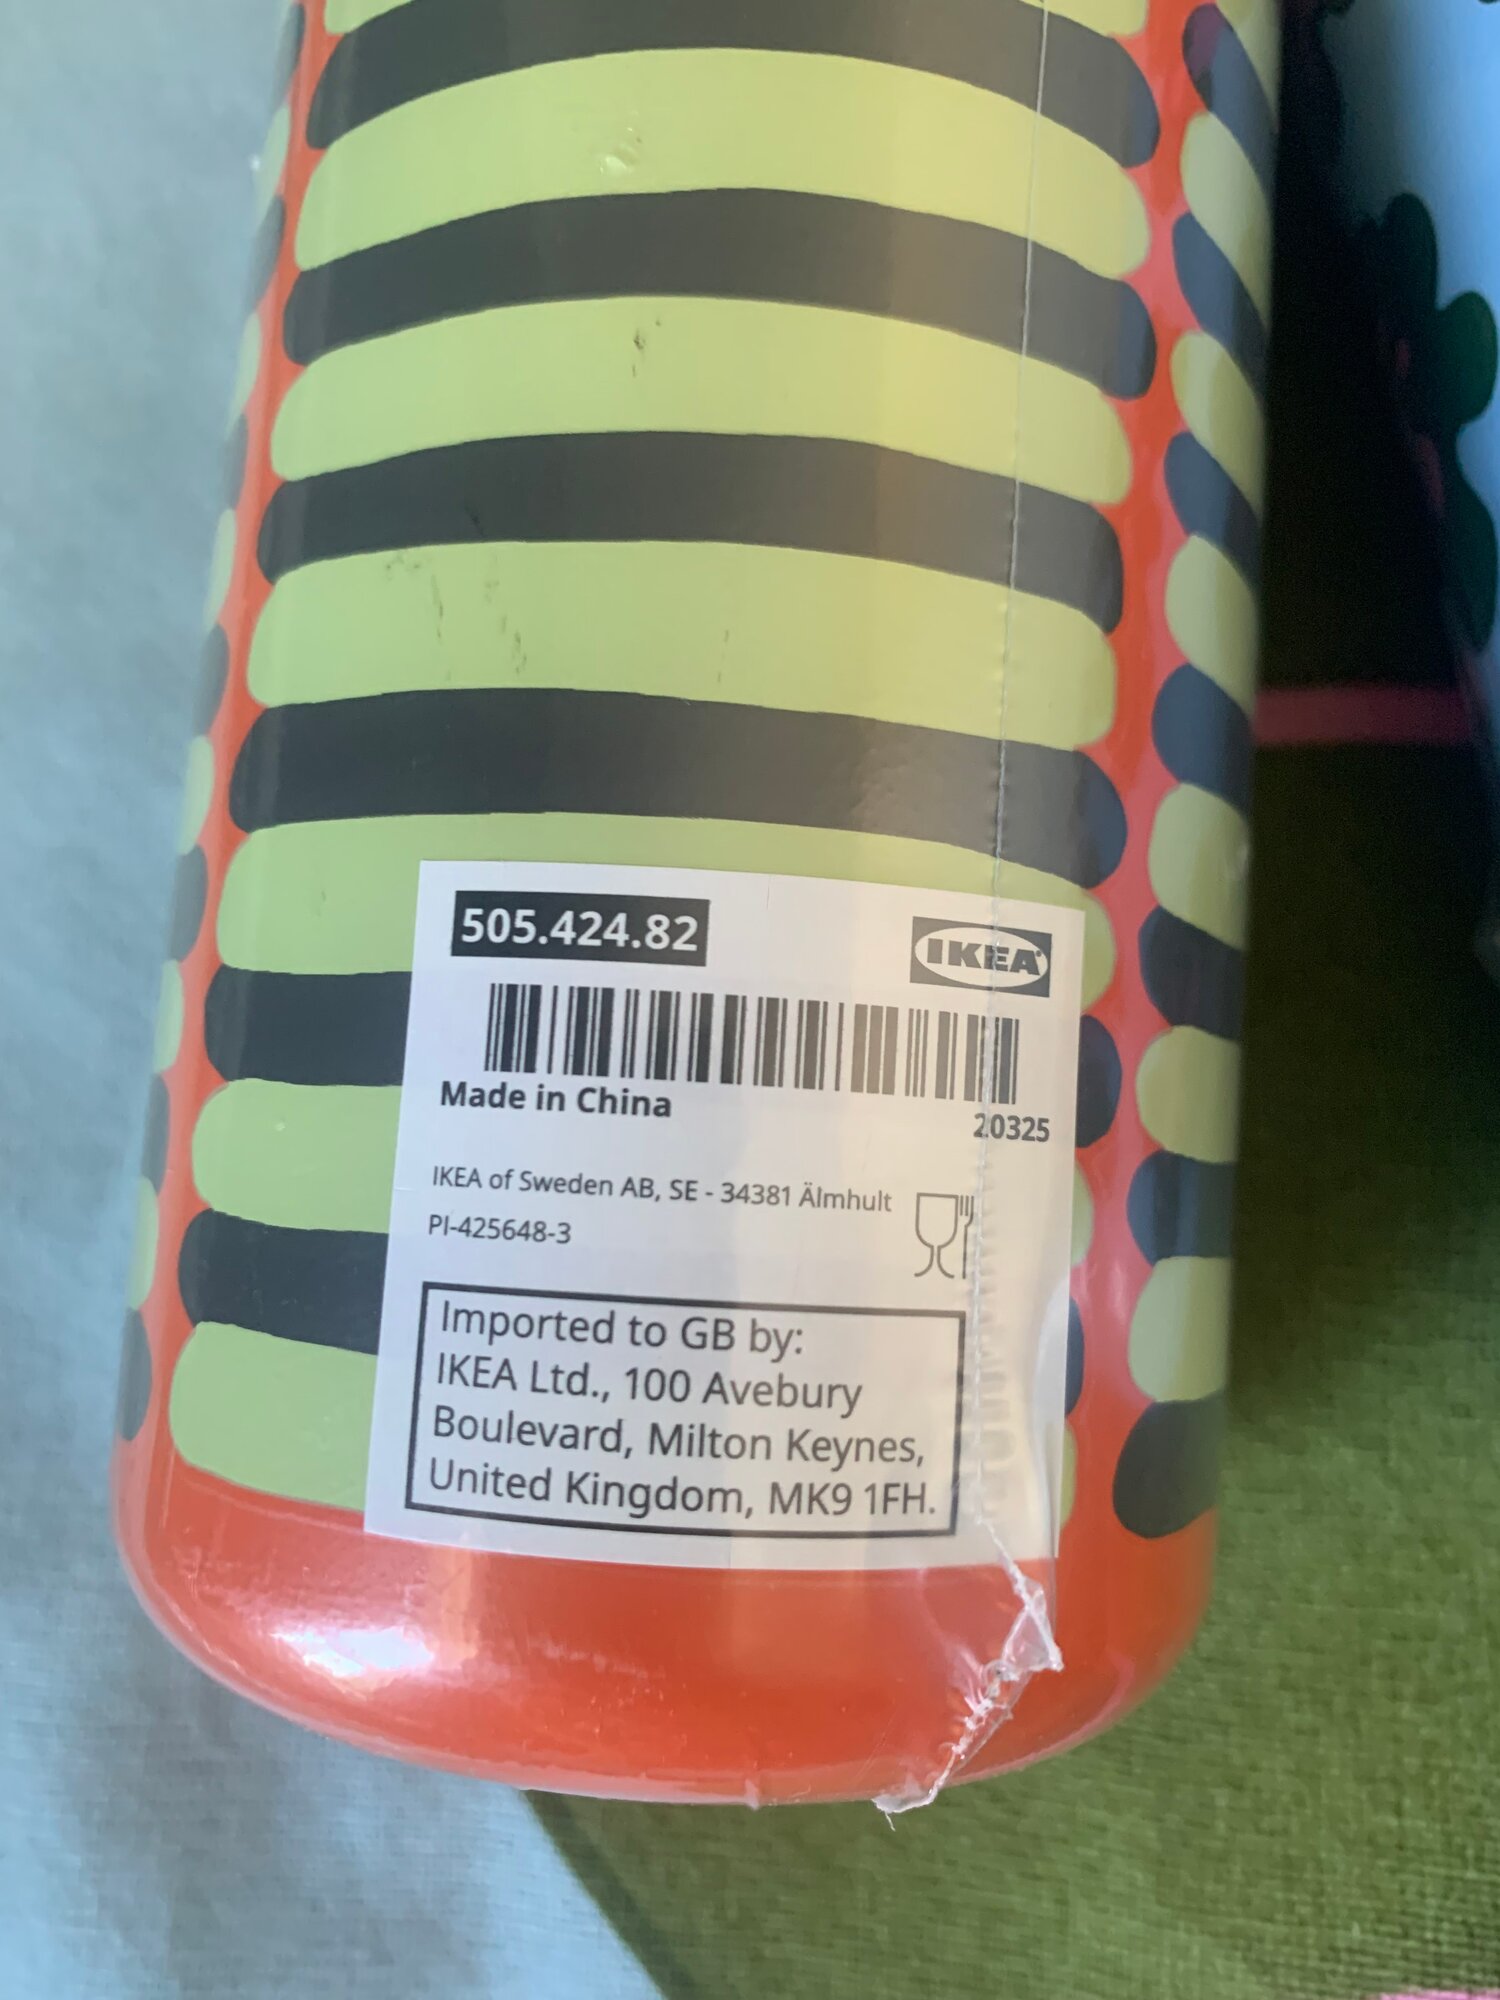 505.424.82
IKEA
Made in China
20325
IKEA of Sweden AB, SE - 34381 Älmhult
PI-425648-3
Imported to GB by:
IKEA Ltd., 100 Avebury
Boulevard, Milton Keynes,
United Kingdom, MK9 1FH.